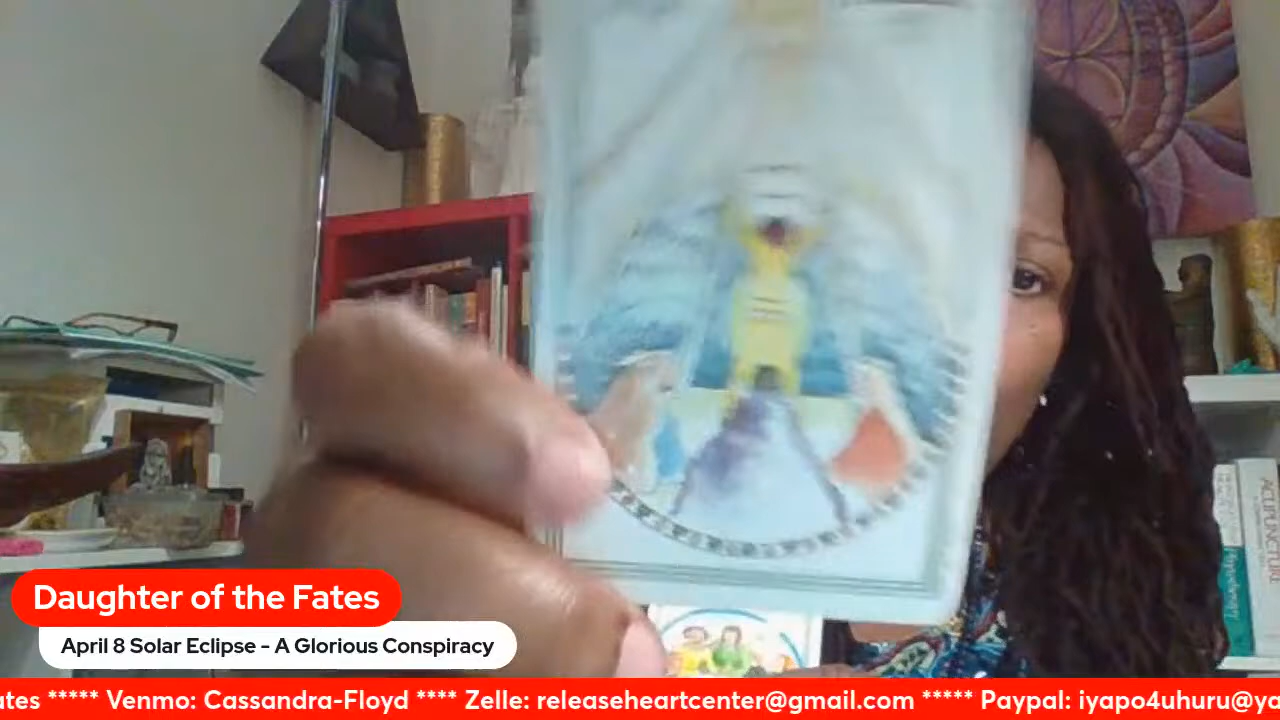 ACUPUNCTURE
Daughter of the Fates
April 8 Solar Eclipse - A Glorious Conspiracy
ates ***** Venmo: Cassandra-Floyd **** Zelle: releaseheartcenter@gmail.com ***** Paypal: iyapo4uhuru@ya